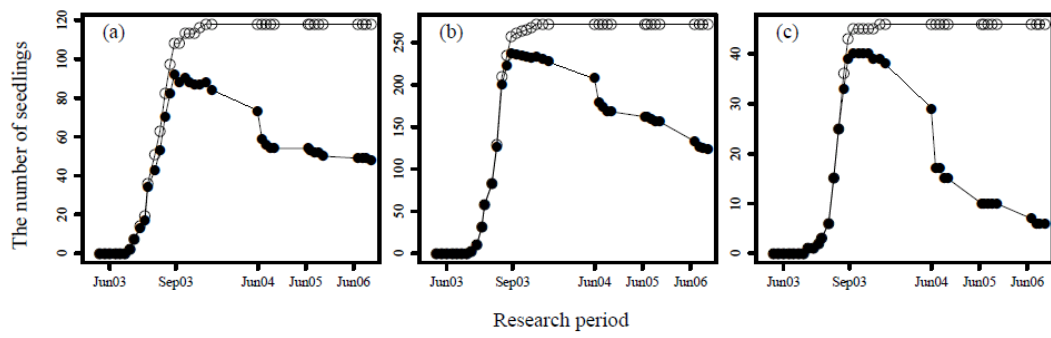 The number of seedlings
(a)
0 20 40 60 80 100 120
Jun03 Sep03 Jun04 Jun05 Jun06
(b)
0 50 100 150 200 250
Jun03 Sep03 Jun04 Jun05 Jun06
(c)
0 10 20 30 40
Jun03 Sep03 Jun04 Jun05 Jun06
Research period